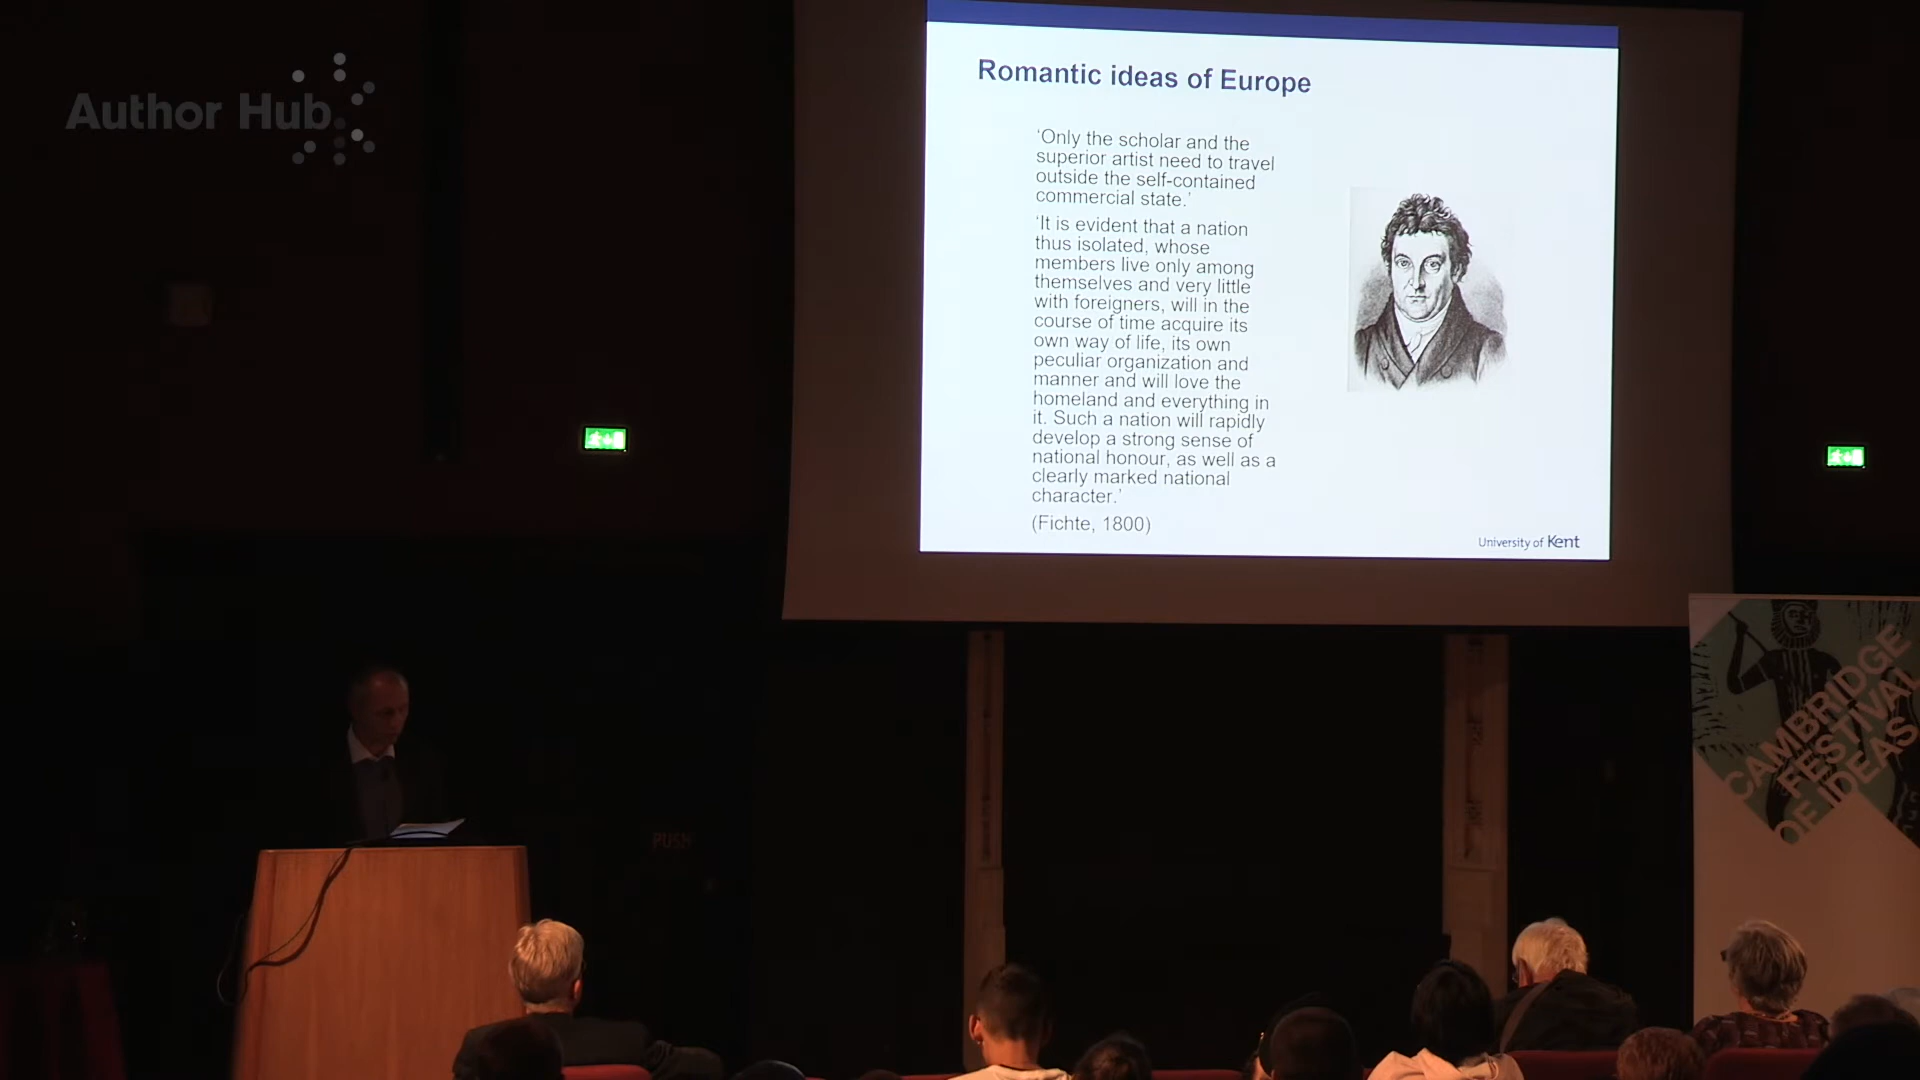 Author Hub
Romantic ideas of Europe
‘Only the scholar and the
superior artist need to travel
outside the self-contained
commercial state.’
‘It is evident that a nation
thus isolated, whose
members live only among
themselves and very little
with foreigners, will in the
course of time acquire its
own way of life, its own
peculiar organization and
manner and will love the
homeland and everything in
it. Such a nation will rapidly
develop a strong sense of
national honour, as well as a
clearly marked national
character.’
(Fichte, 1800)
University of Kent
PUSH
CAMBRIDGE
FESTIVAL
OF IDEAS